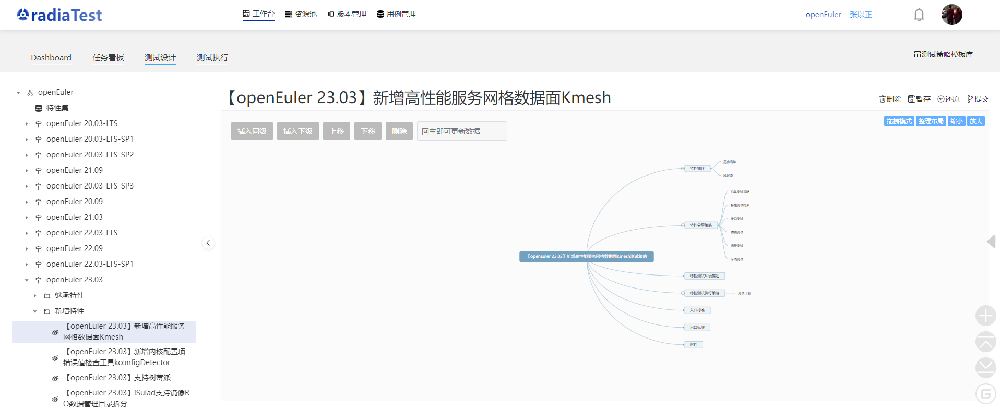 radiaTest
工作台
资源池
版本管理
用例管理
openEuler
张以正
Dashboard
任务看板
测试设计
测试执行
测试策略模板库
openEuler
特性集
openEuler 20.03-LTS
openEuler 20.03-LTS-SP1
openEuler 20.03-LTS-SP2
openEuler 21.09
openEuler 20.03-LTS-SP3
openEuler 20.09
openEuler 21.03
openEuler 22.03-LTS
openEuler 22.09
openEuler 22.03-LTS-SP1
openEuler 23.03
继承特性
新增特性
【openEuler 23.03】新增高性能服务
网格数据面Kmesh
【openEuler 23.03】新增内核配置项
错误值检查工具kconfigDetector
【openEuler 23.03】支持树莓派
【openEuler 23.03】iSulad支持镜像R
O数据管理目录拆分
【openEuler 23.03】新增高性能服务网格数据面Kmesh
删除
暂存
还原
提交
拖拽模式
整理布局
缩小
放大
插入同级
插入下级
上移
下移
删除
回车即可更新数据
【openEuler 23.03】新增高性能服务网格数据面Kmesh测试策略
特性描述
需求清单
风险项
特性分层策略
总体测试策略
特性测试约束
接口测试
功能测试
场景测试
专项测试
特性测试环境描述
特性测试执行策略
测试计划
入口标准
出口标准
附件